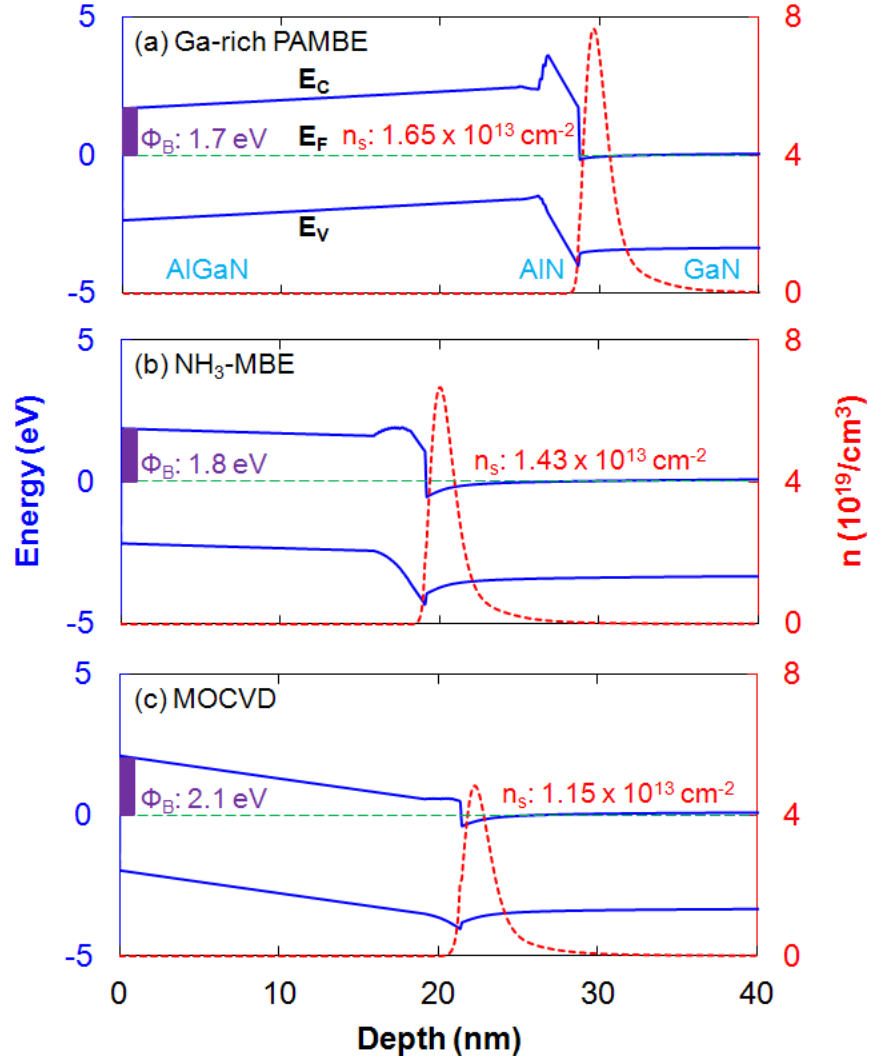 (a) Ga-rich PAMBE
E_C
Φ_B: 1.7 eV
E_F
n_s: 1.65 x 10^13 cm^-2
E_V
AlGaN
AlN
GaN
5
0
-5
8
4
0
(b) NH_3-MBE
Φ_B: 1.8 eV
n_s: 1.43 x 10^13 cm^-2
5
0
-5
8
4
0
Energy (eV)
n (10^19/cm^3)
(c) MOCVD
Φ_B: 2.1 eV
n_s: 1.15 x 10^13 cm^-2
5
0
-5
8
4
0
0
10
20
30
40
Depth (nm)